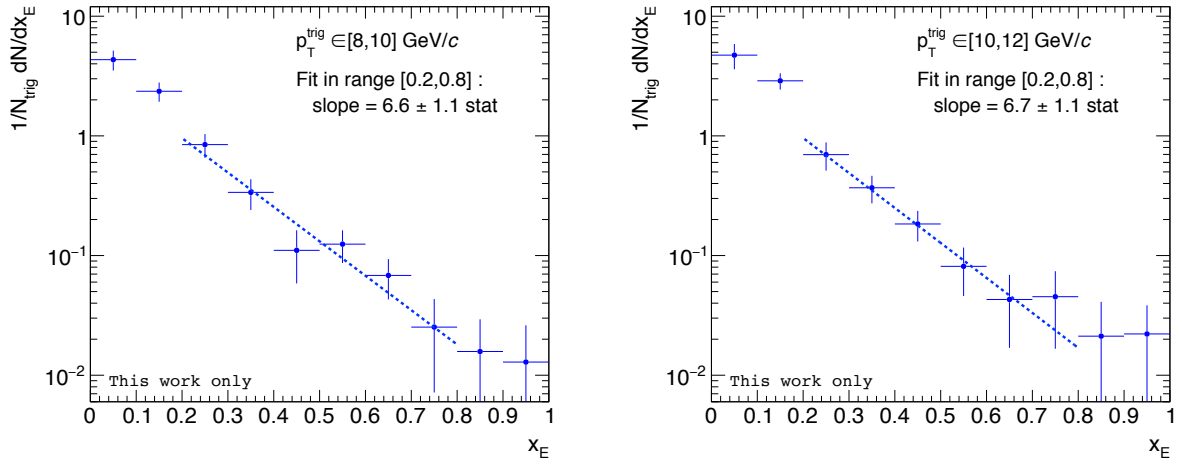 1/N_trig dN/dx_E
10
1
10^−1
10^−2
p_T^trig ∈[8,10] GeV/c
Fit in range [0.2,0.8] :
slope = 6.6 ± 1.1 stat
This work only
0 0.1 0.2 0.3 0.4 0.5 0.6 0.7 0.8 0.9 1
x_E
1/N_trig dN/dx_E
10
1
10^−1
10^−2
p_T^trig ∈[10,12] GeV/c
Fit in range [0.2,0.8] :
slope = 6.7 ± 1.1 stat
This work only
0 0.1 0.2 0.3 0.4 0.5 0.6 0.7 0.8 0.9 1
x_E